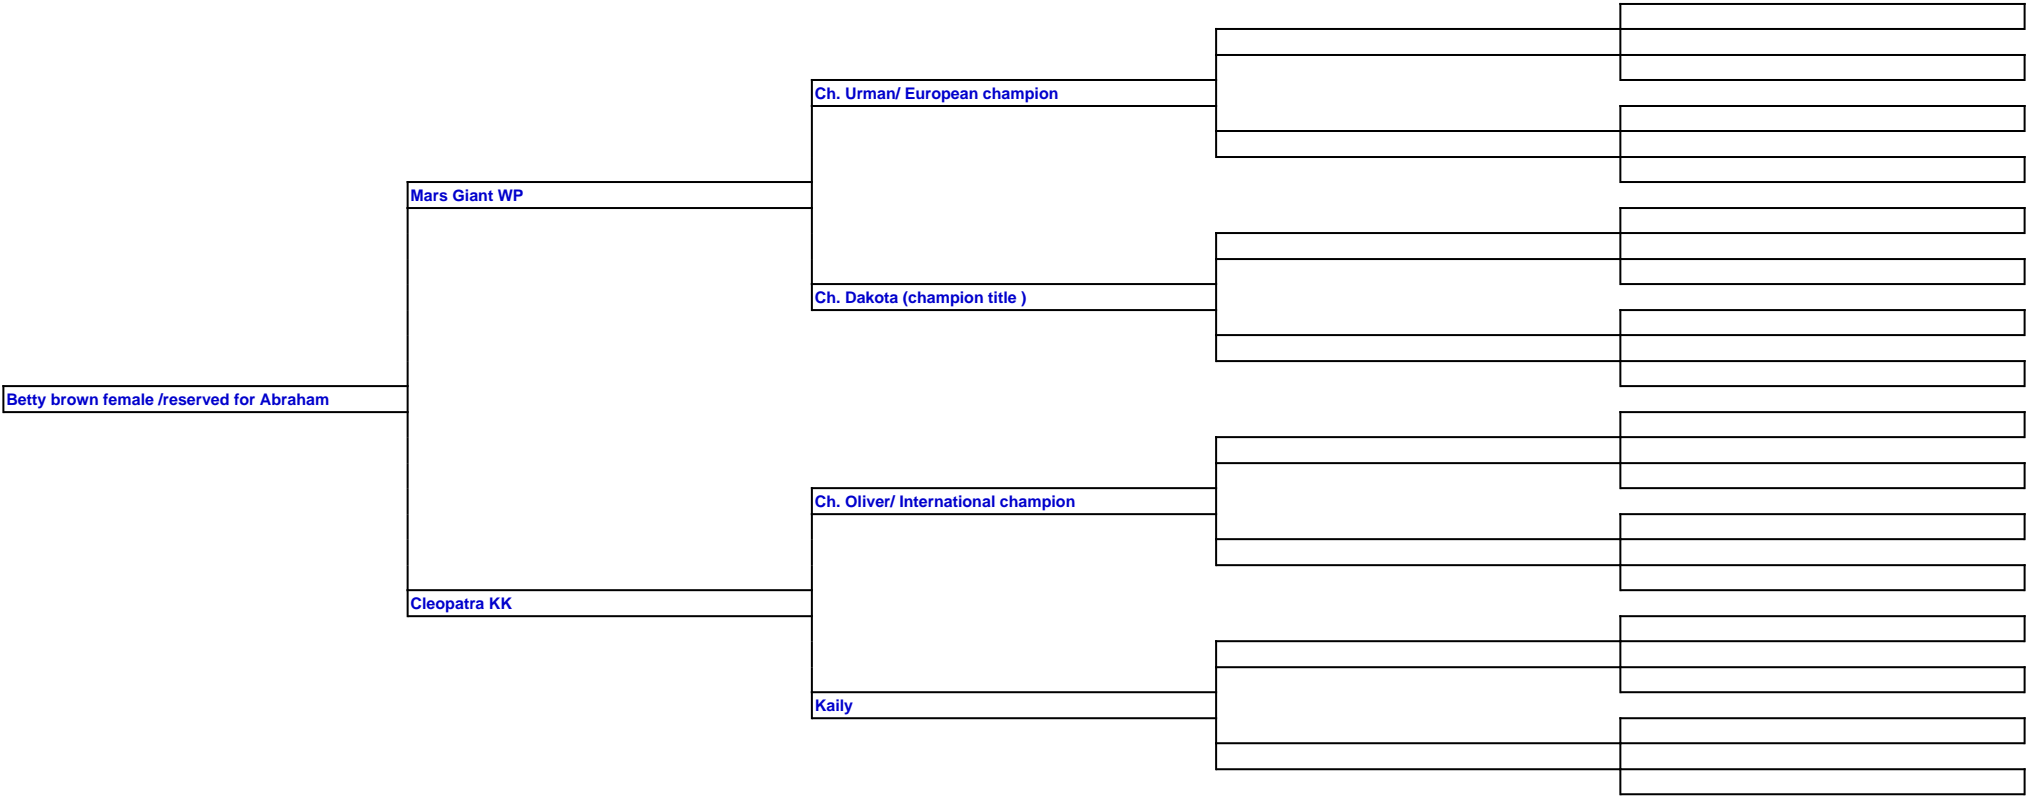 Ch. Urman/ European champion
Mars Giant WP
Ch. Dakota (champion title )
Betty brown female /reserved for Abraham
Ch. Oliver/ International champion
Cleopatra KK
Kaily